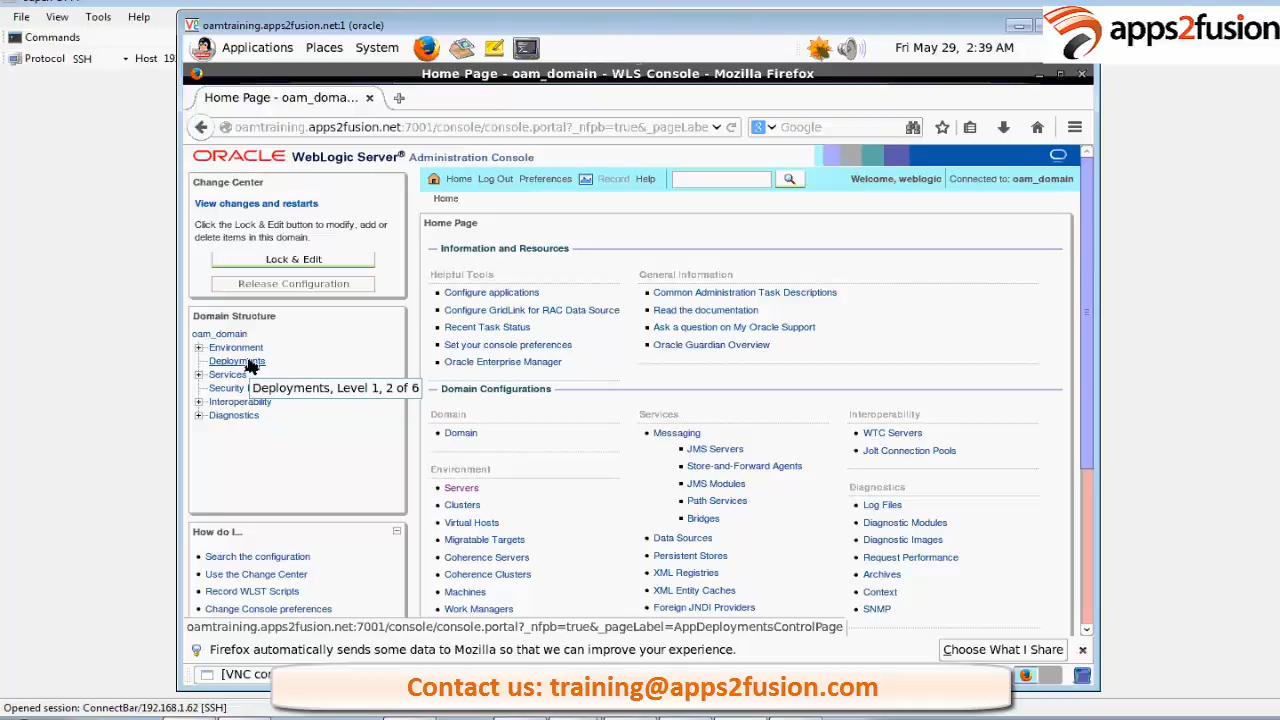 File View Tools Help
Commands
Protocol SSH Host 19
oamtraining.apps2fusion.net:1 (oracle)
apps2fusion
Applications Places System Fri May 29, 2:39 AM
Home Page - oam_domain - WLS Console - Mozilla Firefox
Home Page - oam_doma...
oamtraining.apps2fusion.net:7001/console/console.portal?_nfpb=true&_pageLabe
Google
ORACLE WebLogic Server® Administration Console
Change Center
View changes and restarts
Click the Lock & Edit button to modify, add or
delete items in this domain.
Lock & Edit
Release Configuration
Domain Structure
oam_domain
Environment
Deployments
Services
Security
Deployments, Level 1, 2 of 6
Interoperability
Diagnostics
How do I...
Search the configuration
Use the Change Center
Record WLST Scripts
Change Console preferences
Home Log Out Preferences Record Help
Welcome, weblogic Connected to: oam_domain
Home
Home Page
Information and Resources
Helpful Tools
Configure applications
Configure GridLink for RAC Data Source
Recent Task Status
Set your console preferences
Oracle Enterprise Manager
General Information
Common Administration Task Descriptions
Read the documentation
Ask a question on My Oracle Support
Oracle Guardian Overview
Domain Configurations
Domain
Domain
Environment
Servers
Clusters
Virtual Hosts
Migratable Targets
Coherence Servers
Coherence Clusters
Machines
Work Managers
Services
Messaging
JMS Servers
Store-and-Forward Agents
JMS Modules
Path Services
Bridges
Data Sources
Persistent Stores
XML Registries
XML Entity Caches
Foreign JNDI Providers
Interoperability
WTC Servers
Jolt Connection Pools
Diagnostics
Log Files
Diagnostic Modules
Diagnostic Images
Request Performance
Archives
Context
SNMP
oamtraining.apps2fusion.net:7001/console/console.portal?_nfpb=true&_pageLabel=AppDeploymentsControlPage
Firefox automatically sends some data to Mozilla so that we can improve your experience.
Choose What I Share
[VNC co
Contact us: training@apps2fusion.com
Opened session: ConnectBar/192.168.1.62 [SSH]